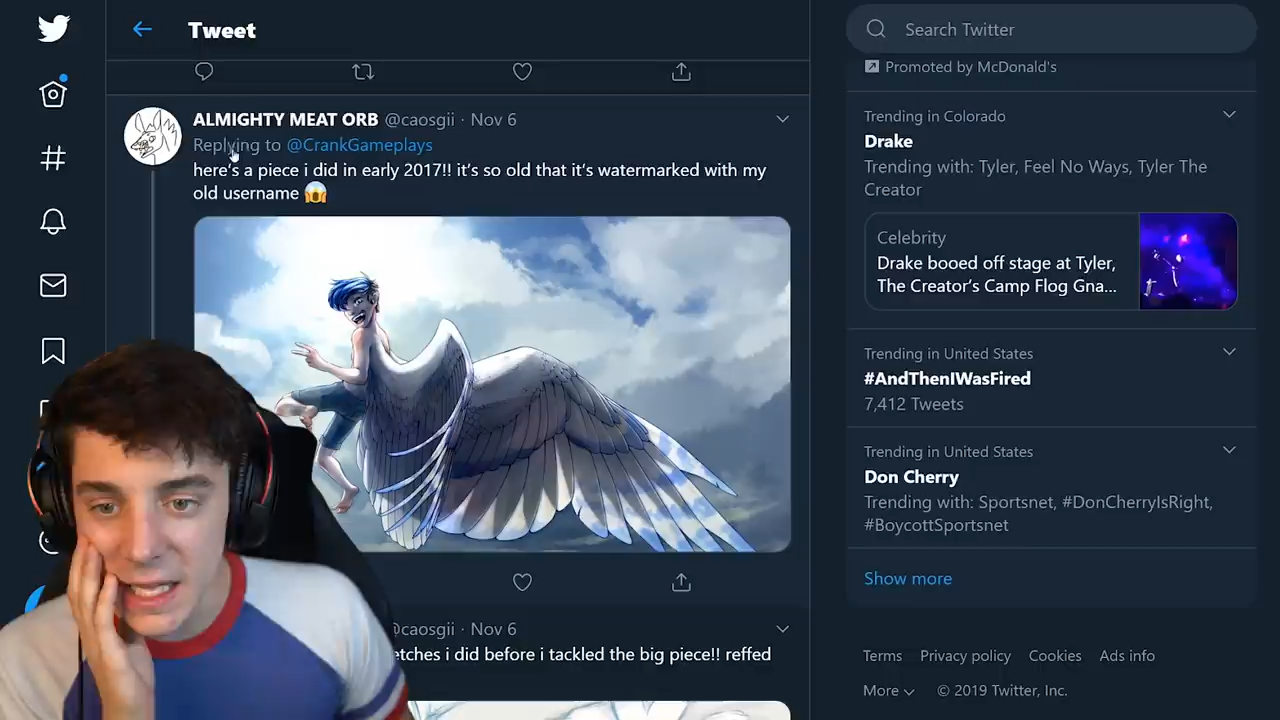 Tweet
Search Twitter
Promoted by McDonald's
ALMIGHTY MEAT ORB @caosgii · Nov 6
Replying to @CrankGameplays
here's a piece i did in early 2017!! it's so old that it's watermarked with my
old username 😱
@caosgii · Nov 6
etches i did before i tackled the big piece!! reffed
Trending in Colorado
Drake
Trending with: Tyler, Feel No Ways, Tyler The
Creator
Celebrity
Drake booed off stage at Tyler,
The Creator's Camp Flog Gna...
Trending in United States
#AndThenIWasFired
7,412 Tweets
Trending in United States
Don Cherry
Trending with: Sportsnet, #DonCherryIsRight,
#BoycottSportsnet
Show more
Terms Privacy policy Cookies Ads info
More © 2019 Twitter, Inc.